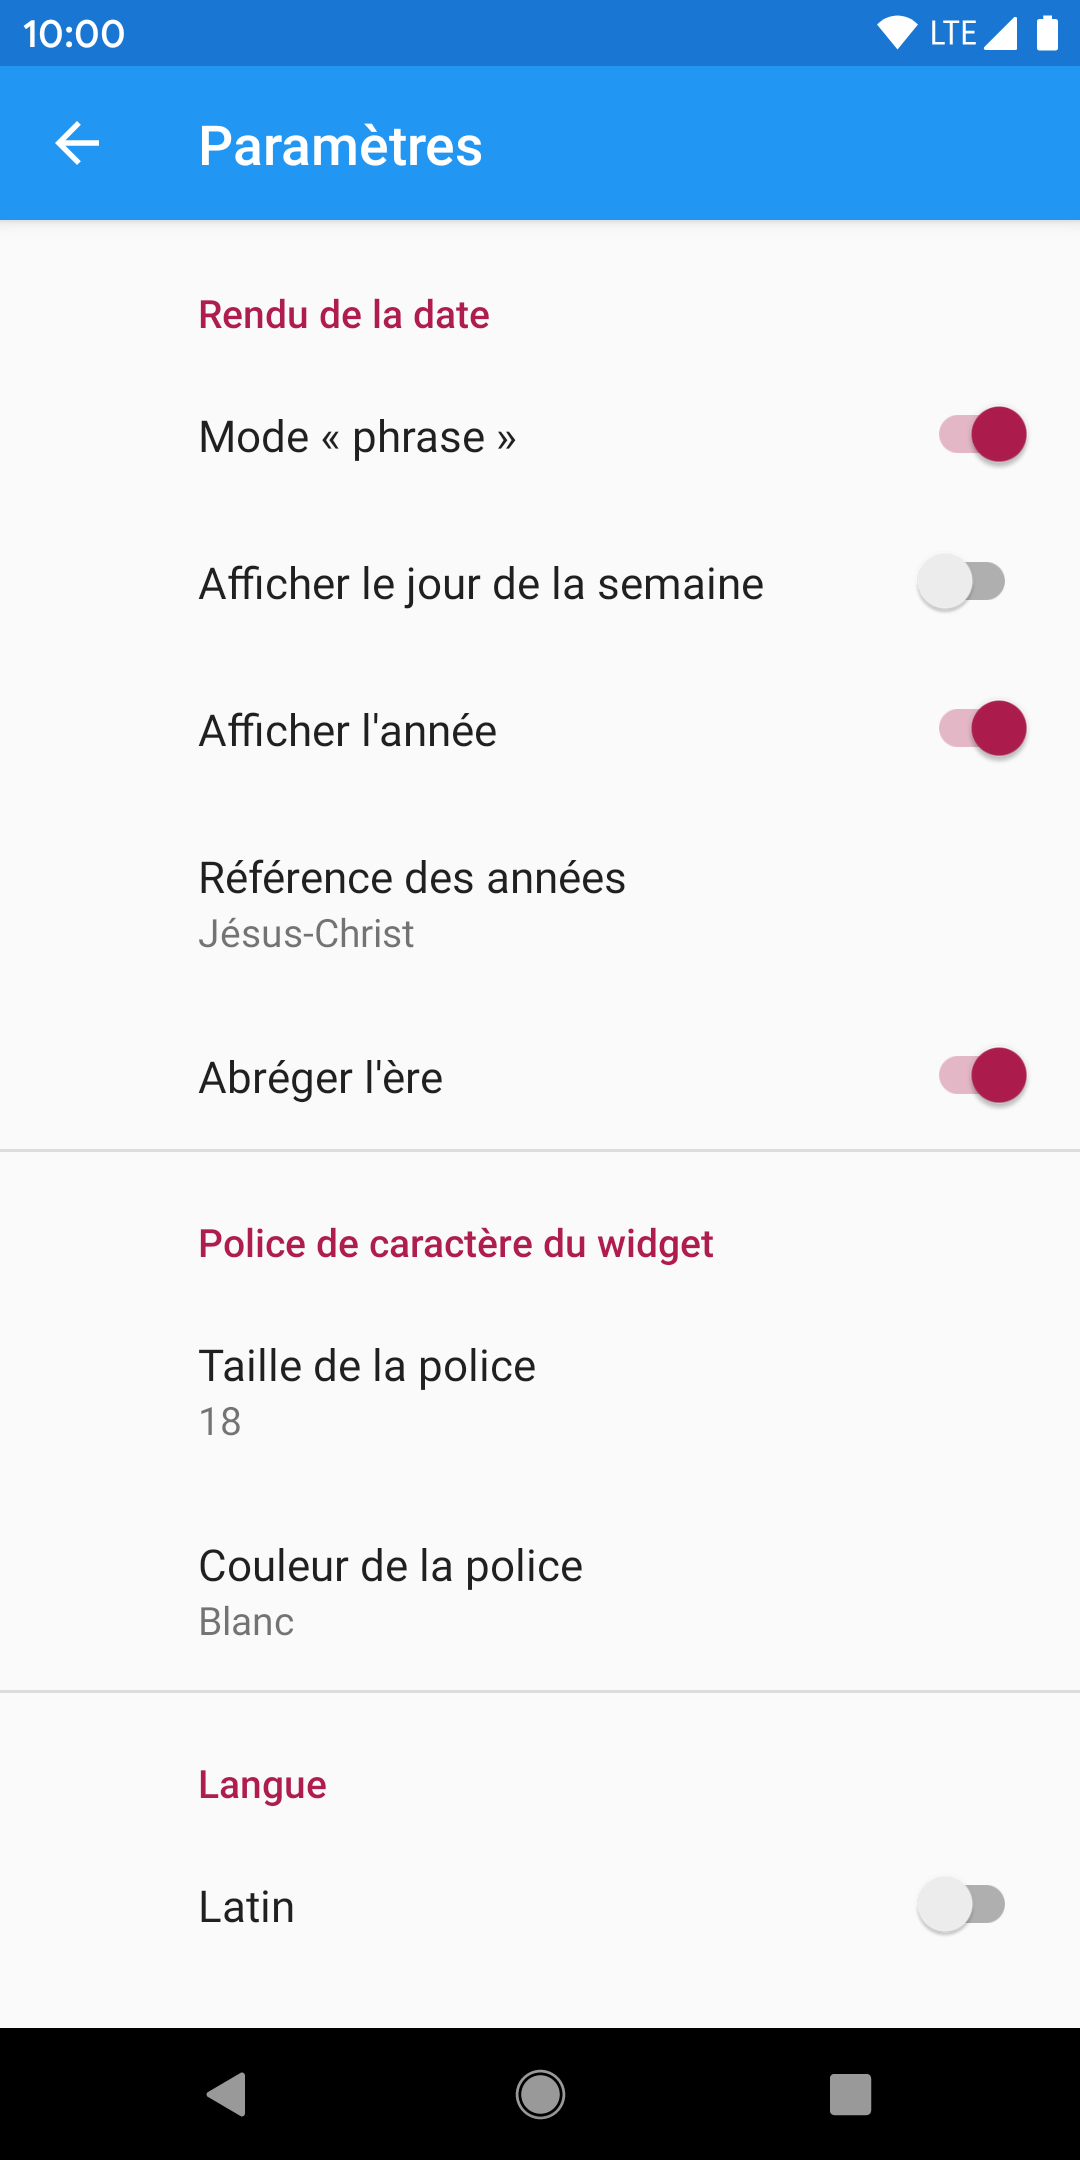 10:00 LTE
Paramètres
Rendu de la date
Mode « phrase »
Afficher le jour de la semaine
Afficher l'année
Référence des années
Jésus-Christ
Abréger l'ère
Police de caractère du widget
Taille de la police
18
Couleur de la police
Blanc
Langue
Latin